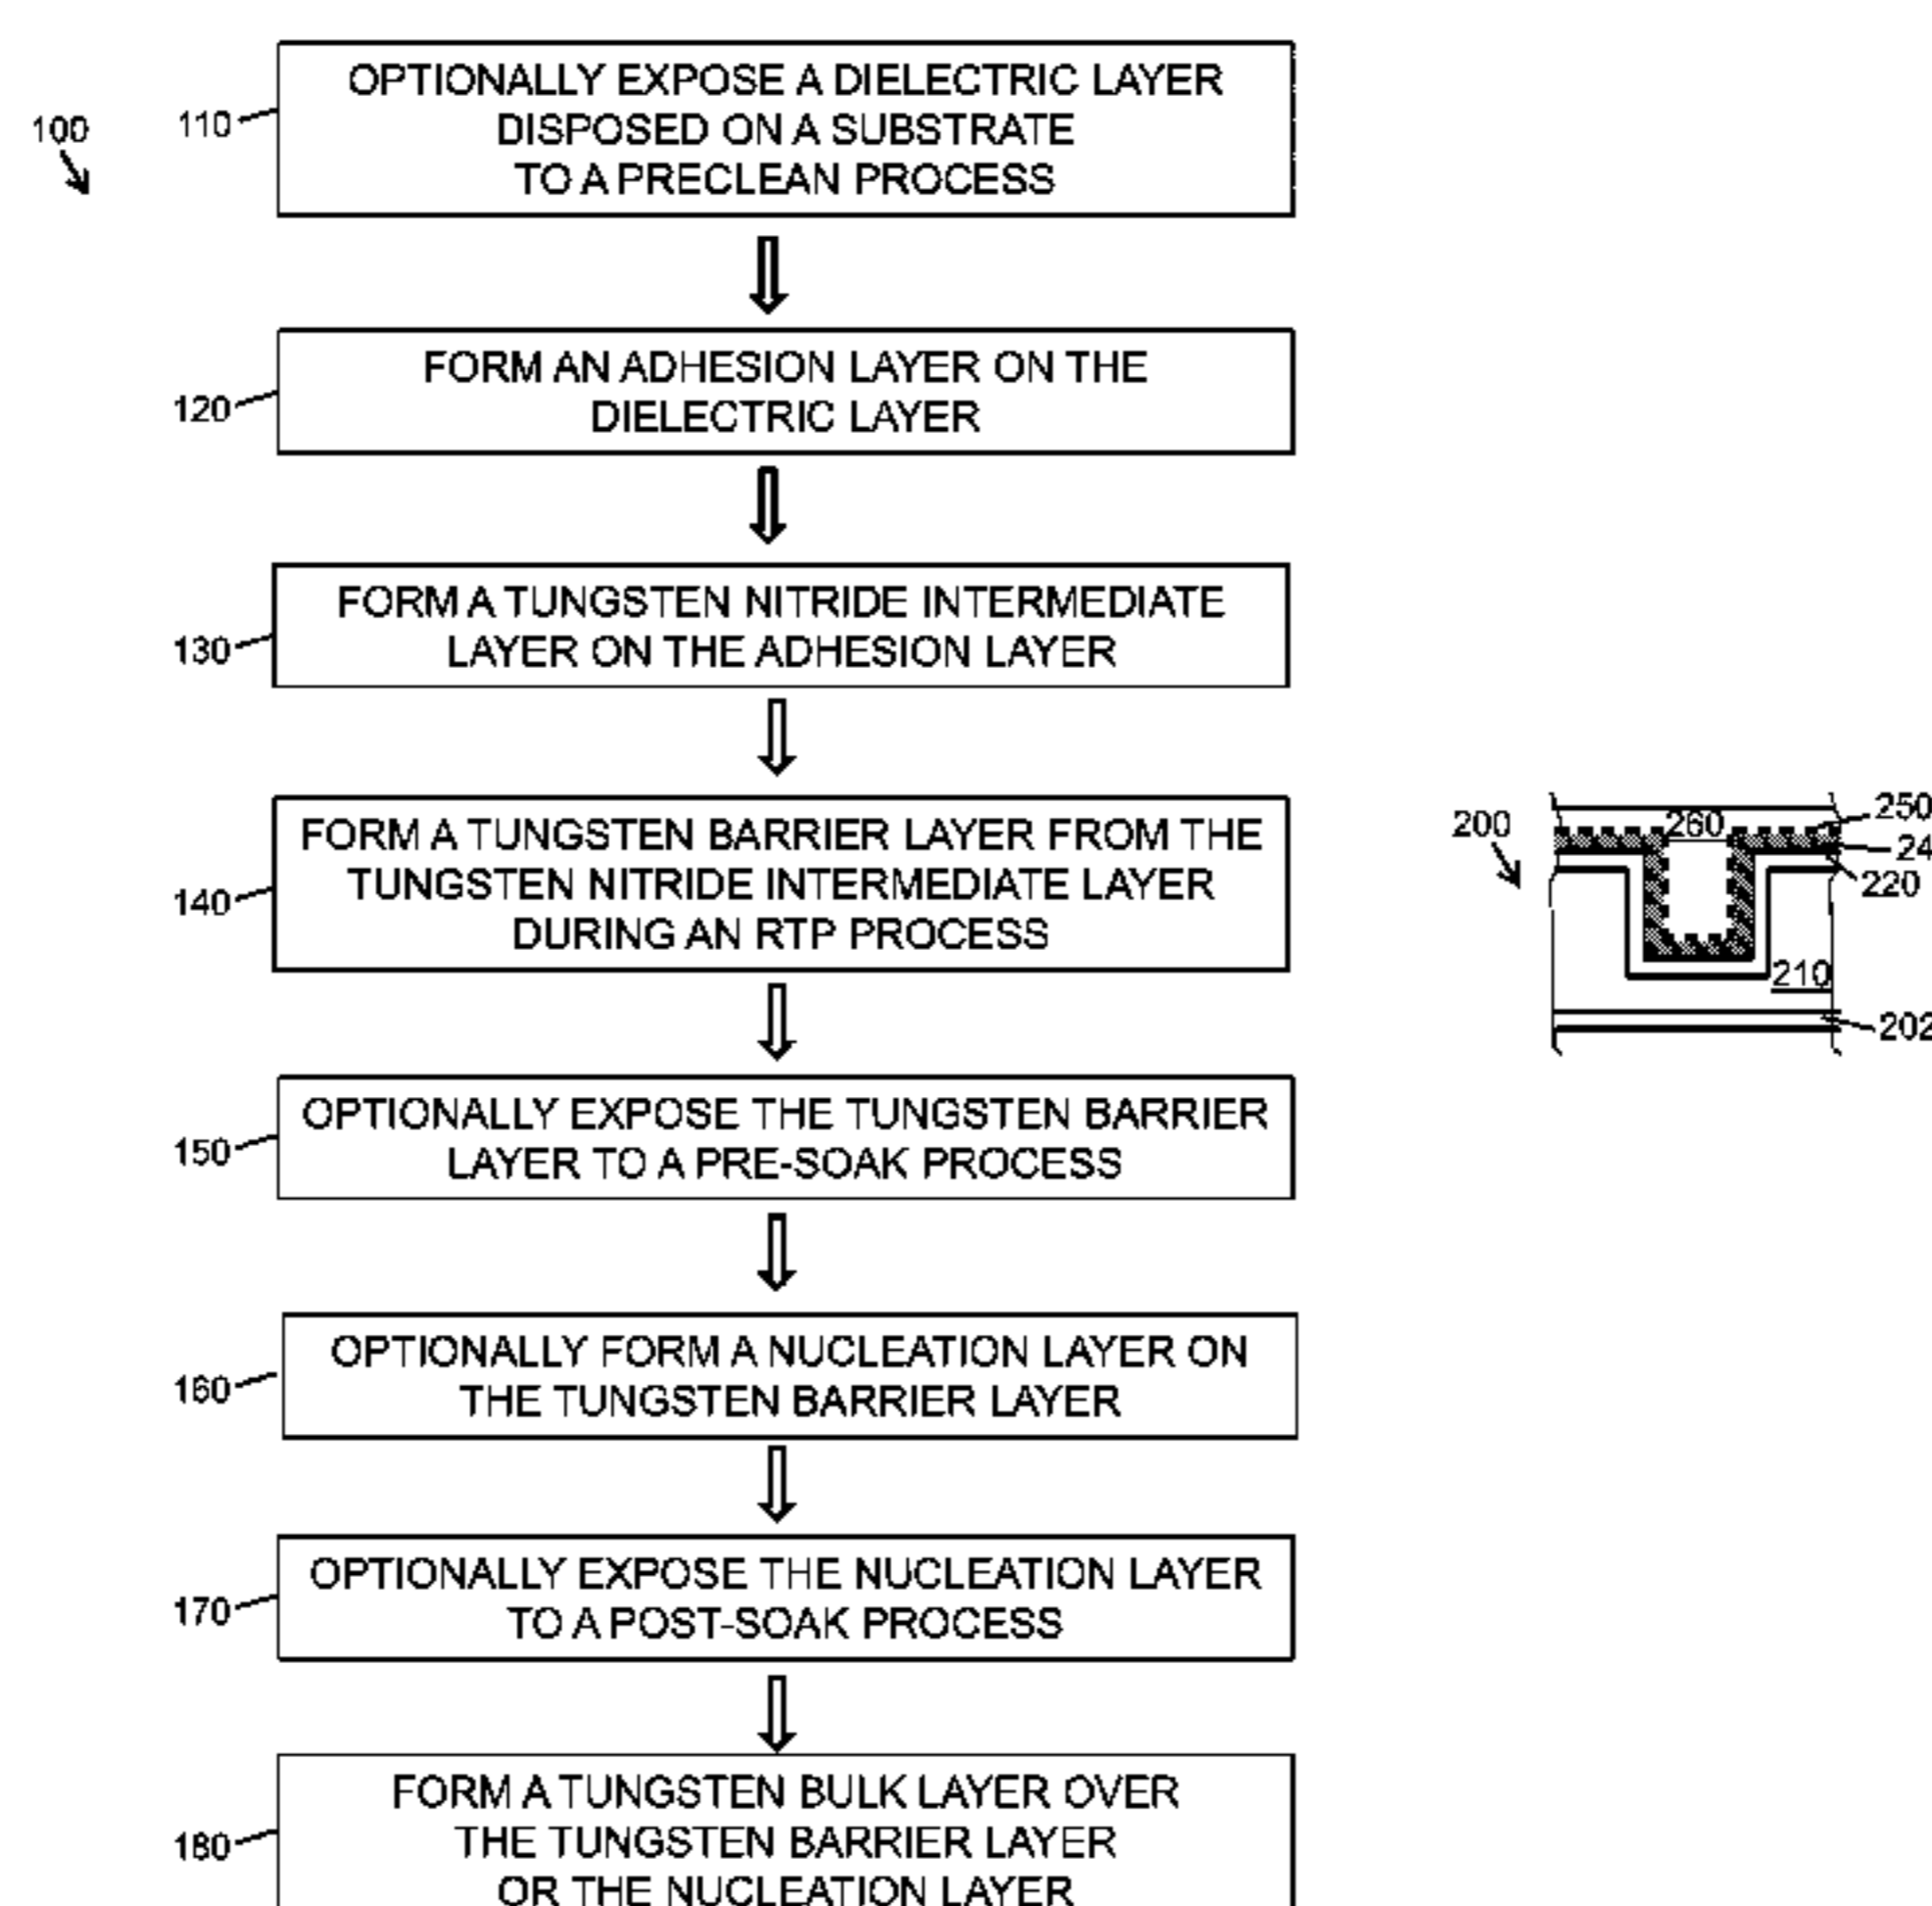 100
110
OPTIONALLY EXPOSE A DIELECTRIC LAYER
DISPOSED ON A SUBSTRATE
TO A PRECLEAN PROCESS
120
FORM AN ADHESION LAYER ON THE
DIELECTRIC LAYER
130
FORM A TUNGSTEN NITRIDE INTERMEDIATE
LAYER ON THE ADHESION LAYER
140
FORM A TUNGSTEN BARRIER LAYER FROM THE
TUNGSTEN NITRIDE INTERMEDIATE LAYER
DURING AN RTP PROCESS
150
OPTIONALLY EXPOSE THE TUNGSTEN BARRIER
LAYER TO A PRE-SOAK PROCESS
160
OPTIONALLY FORM A NUCLEATION LAYER ON
THE TUNGSTEN BARRIER LAYER
170
OPTIONALLY EXPOSE THE NUCLEATION LAYER
TO A POST-SOAK PROCESS
180
FORM A TUNGSTEN BULK LAYER OVER
THE TUNGSTEN BARRIER LAYER
OR THE NUCLEATION LAYER
200
260
250
220
210
202